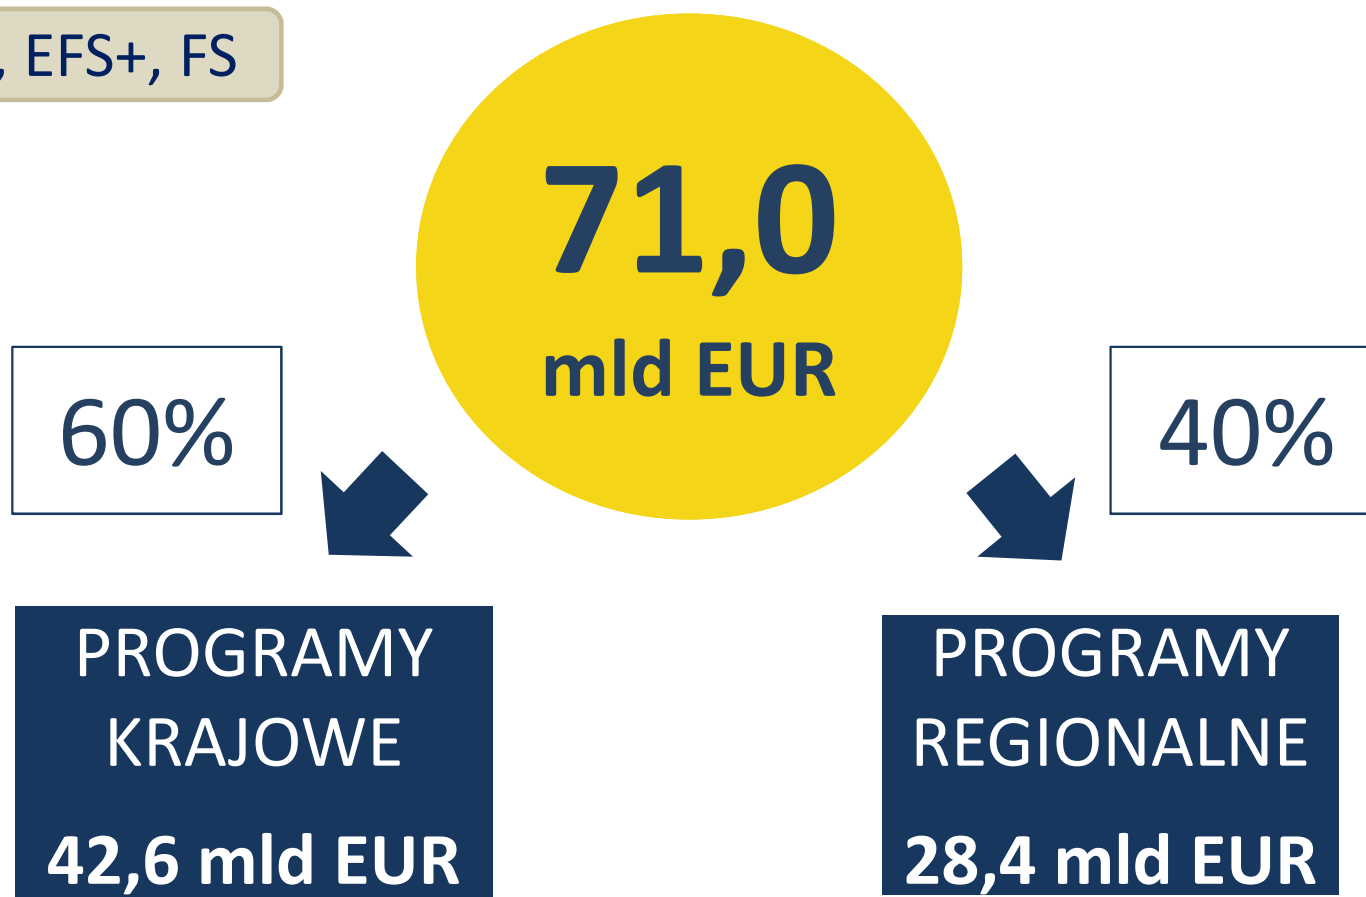 , EFS+, FS
71,0
mld EUR
60%
40%
PROGRAMY
KRAJOWE
42,6 mld EUR
PROGRAMY
REGIONALNE
28,4 mld EUR